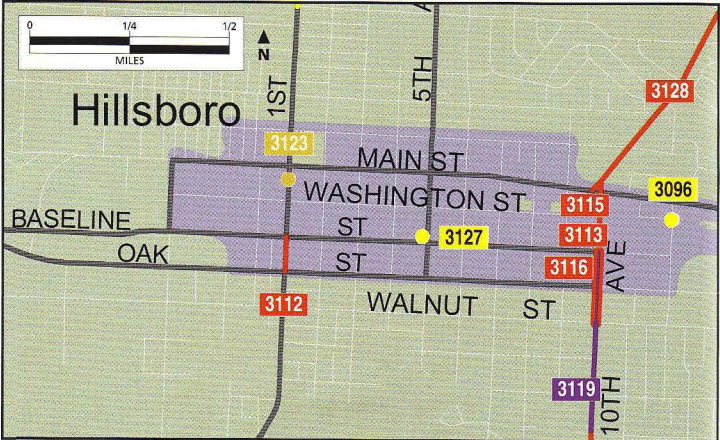 0 1/4 1/2
MILES
N
Hillsboro
1ST
5TH
3128
3123
MAIN ST
3096
WASHINGTON ST
3115
BASELINE
ST
3127
3113
OAK
ST
3116
AVE
3112
WALNUT ST
3119
10TH